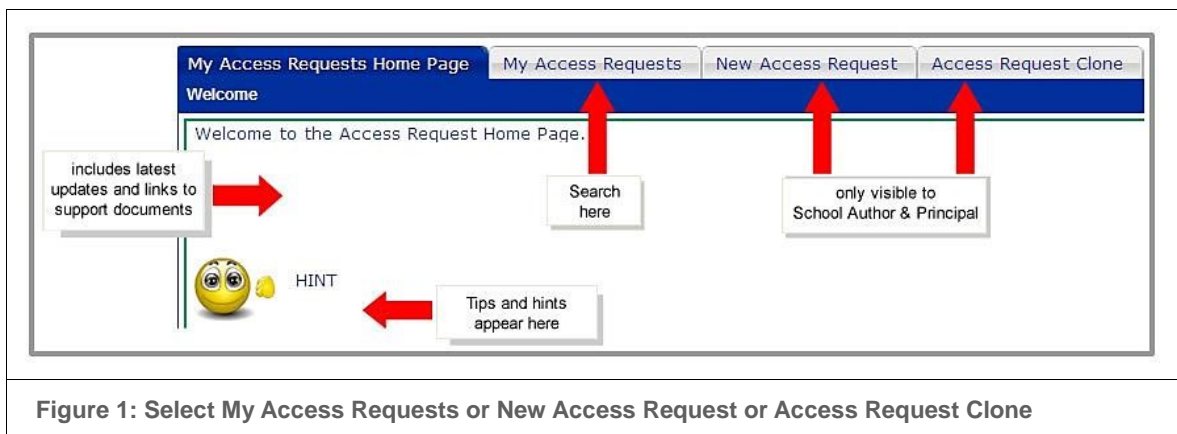 My Access Requests Home Page My Access Requests New Access Request Access Request Clone
Welcome
Welcome to the Access Request Home Page.
includes latest
updates and links to
support documents
Search
here
only visible to
School Author & Principal
HINT
Tips and hints
appear here
Figure 1: Select My Access Requests or New Access Request or Access Request Clone